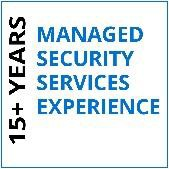 15+ YEARS
MANAGED
SECURITY
SERVICES
EXPERIENCE